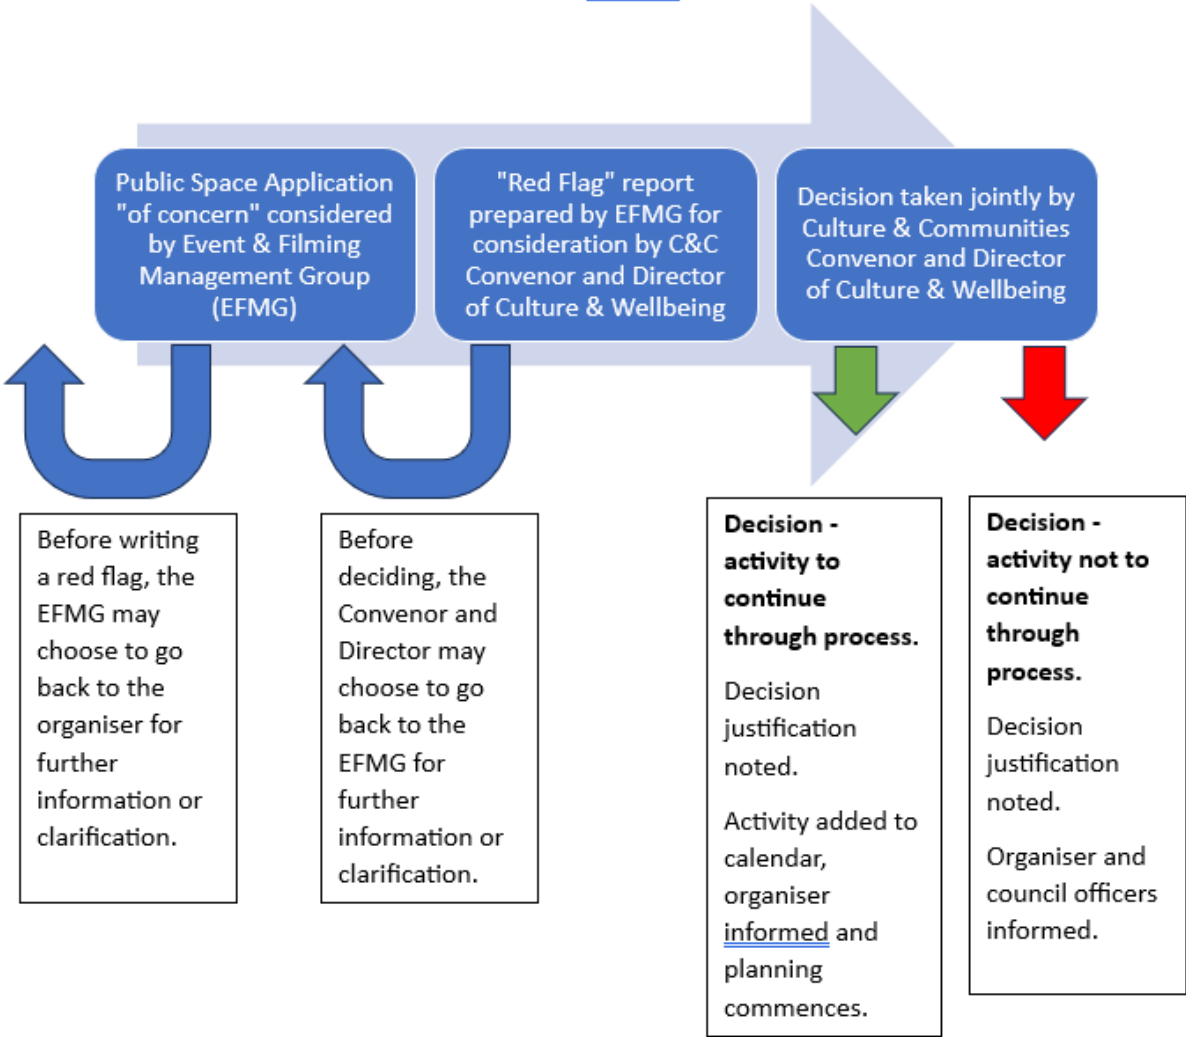 Public Space Application
"of concern" considered
by Event & Filming
Management Group
(EFMG)
"Red Flag" report
prepared by EFMG for
consideration by C&C
Convenor and Director
of Culture & Wellbeing
Decision taken jointly by
Culture & Communities
Convenor and Director
of Culture & Wellbeing
Before writing
a red flag, the
EFMG may
choose to go
back to the
organiser for
further
information or
clarification.
Before
deciding, the
Convenor and
Director may
choose to go
back to the
EFMG for
further
information or
clarification.
Decision -
activity to
continue
through process.
Decision
justification
noted.
Activity added to
calendar,
organiser
informed and
planning
commences.
Decision -
activity not to
continue
through
process.
Decision
justification
noted.
Organiser and
council officers
informed.